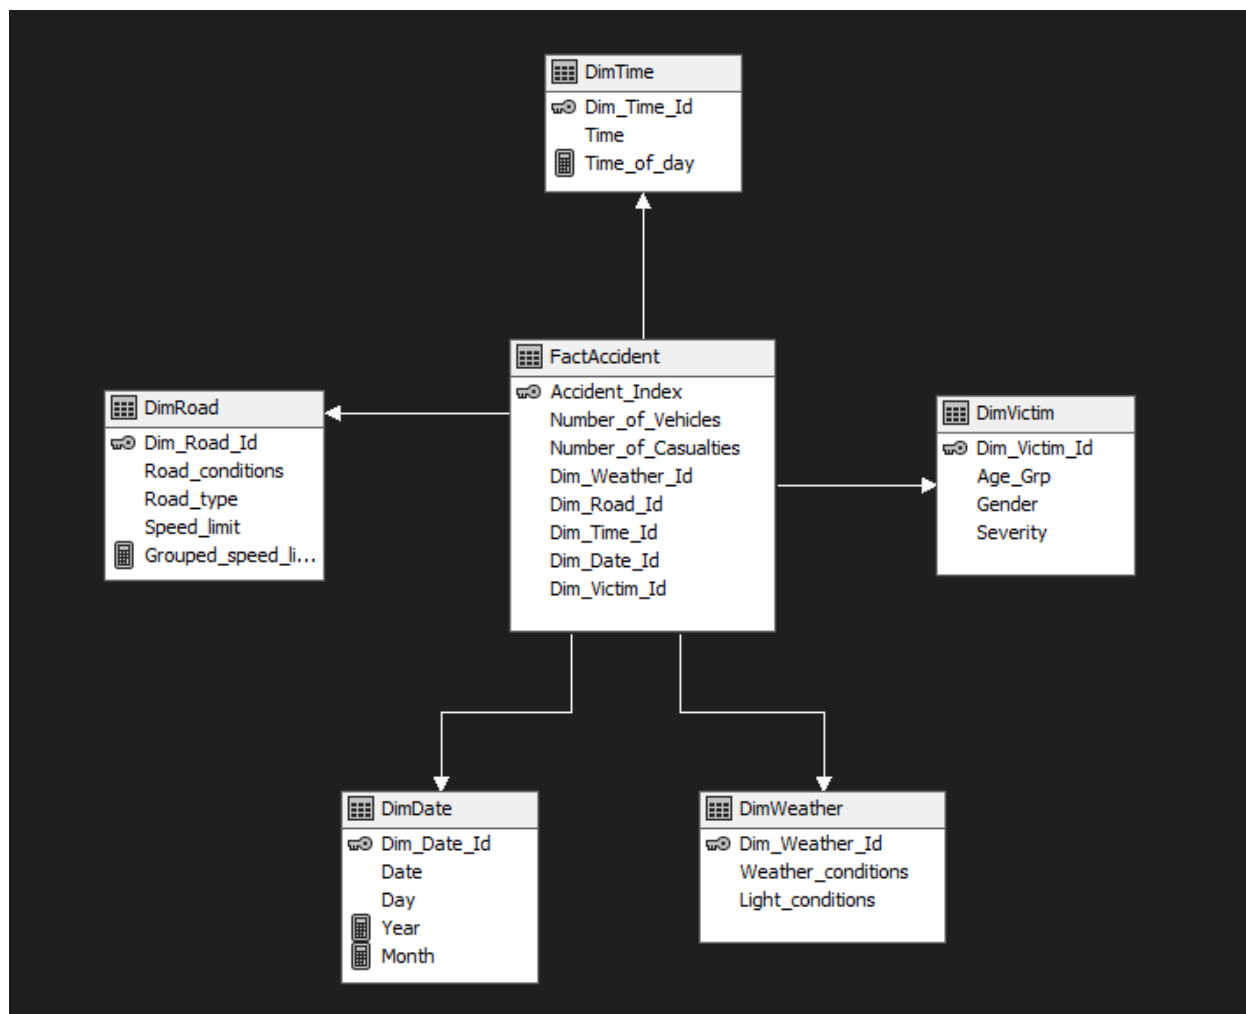 DimTime
Dim_Time_Id
Time
Time_of_day
FactAccident
Accident_Index
Number_of_Vehicles
Number_of_Casualties
Dim_Weather_Id
Dim_Road_Id
Dim_Time_Id
Dim_Date_Id
Dim_Victim_Id
DimRoad
Dim_Road_Id
Road_conditions
Road_type
Speed_limit
Grouped_speed_li...
DimVictim
Dim_Victim_Id
Age_Grp
Gender
Severity
DimDate
Dim_Date_Id
Date
Day
Year
Month
DimWeather
Dim_Weather_Id
Weather_conditions
Light_conditions